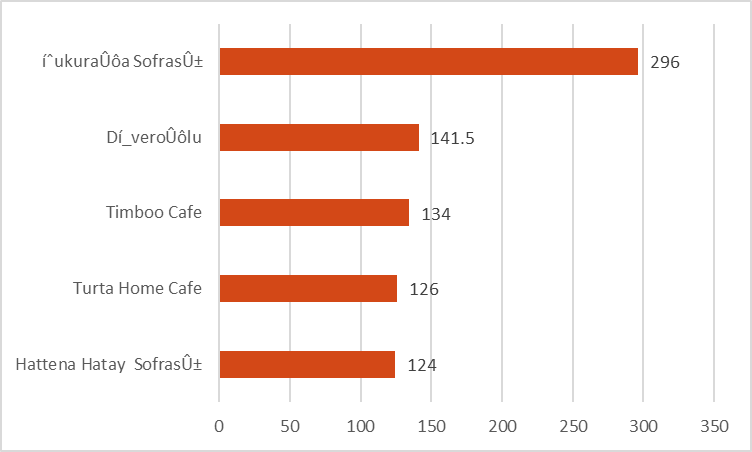 íˆukuraÛôa SofrasÛ±
296
Dí_veroÛôlu
141.5
Timboo Cafe
134
Turta Home Cafe
126
Hattena Hatay  SofrasÛ±
124
0 50 100 150 200 250 300 350